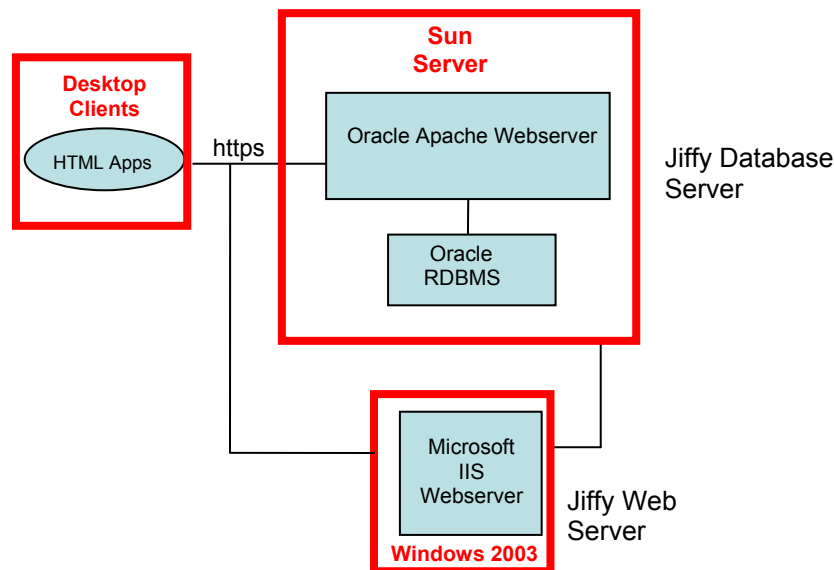 Sun
Server
Desktop
Clients
HTML Apps
https
Oracle Apache Webserver
Jiffy Database
Server
Oracle
RDBMS
Microsoft
IIS
Webserver
Jiffy Web
Server
Windows 2003